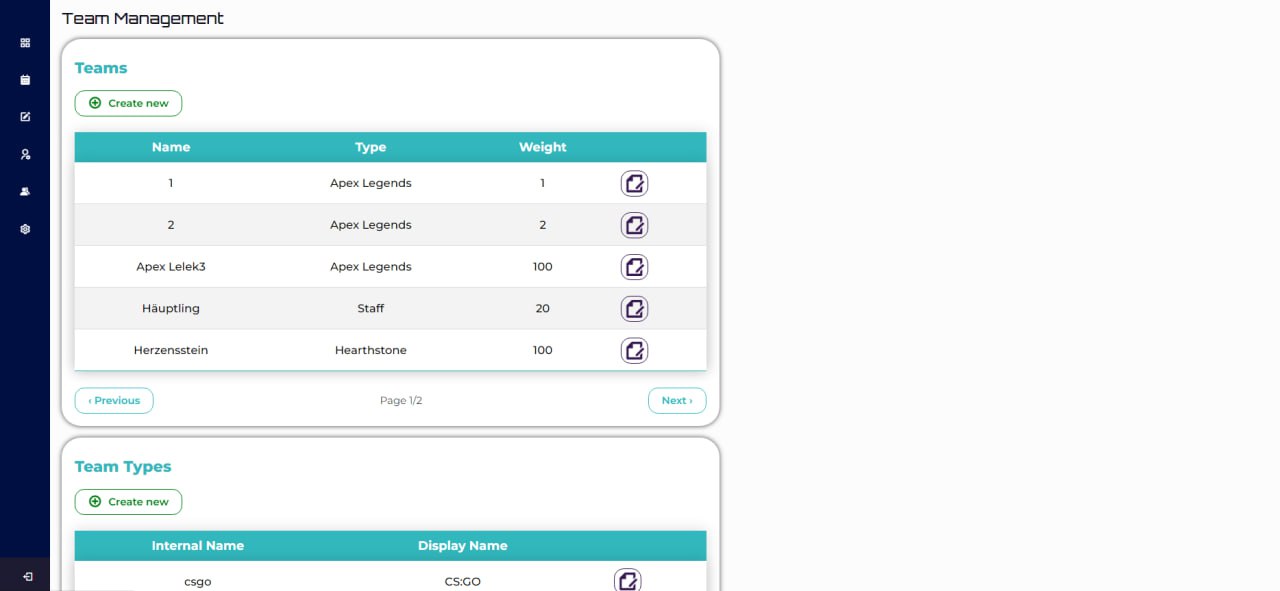 Team Management
Teams
Create new
Name Type Weight
1 Apex Legends 1
2 Apex Legends 2
Apex Lelek3 Apex Legends 100
Häuptling Staff 20
Herzensstein Hearthstone 100
‹ Previous Page 1/2 Next ›
Team Types
Create new
Internal Name Display Name
csgo CS:GO